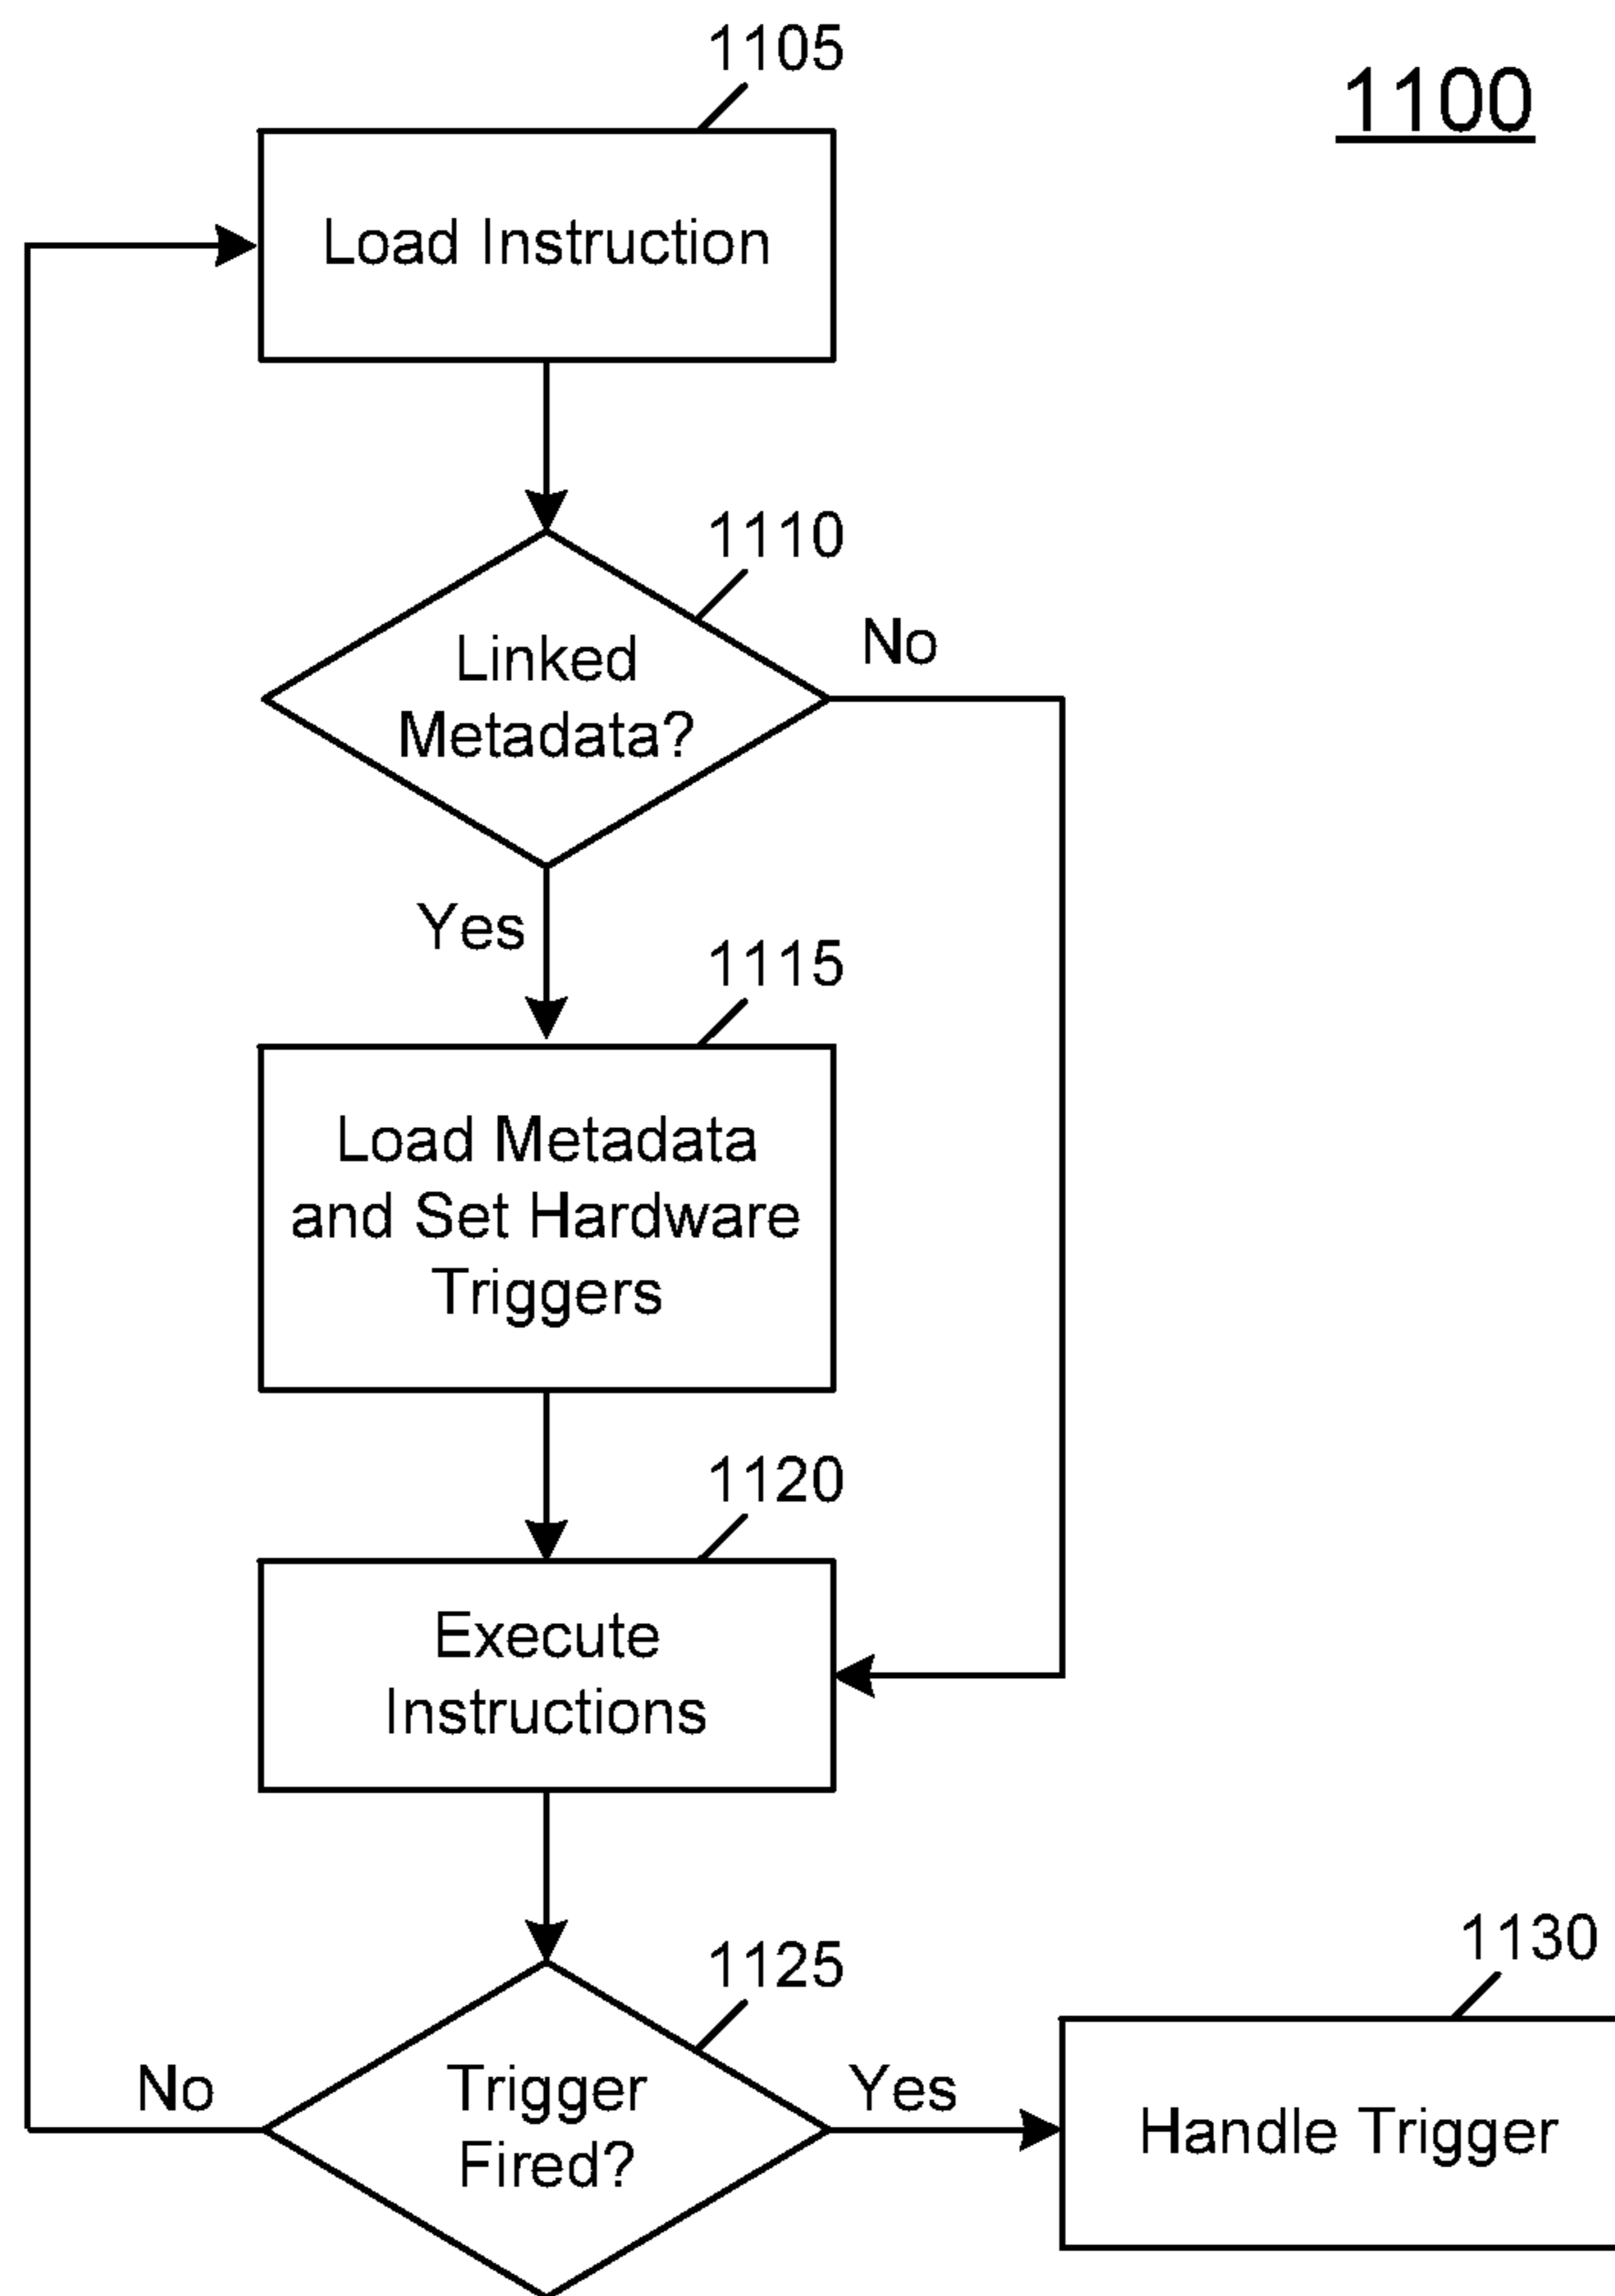 1105
1100
Load Instruction
1110
No
Linked
Metadata?
Yes
1115
Load Metadata
and Set Hardware
Triggers
1120
Execute
Instructions
1125
1130
No
Trigger
Fired?
Yes
Handle Trigger